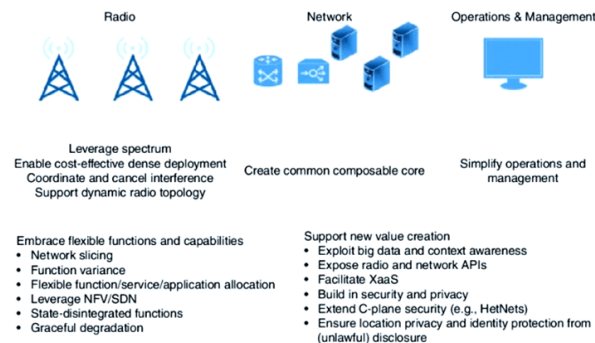 Radio
Network
Operations & Management
Leverage spectrum
Enable cost-effective dense deployment
Coordinate and cancel interference
Support dynamic radio topology
Create common composable core
Simplify operations and
management
Embrace flexible functions and capabilities
• Network slicing
• Function variance
• Flexible function/service/application allocation
• Leverage NFV/SDN
• State-disintegrated functions
• Graceful degradation
Support new value creation
• Exploit big data and context awareness
• Expose radio and network APIs
• Facilitate XaaS
• Build in security and privacy
• Extend C-plane security (e.g., HetNets)
• Ensure location privacy and identity protection from
(unlawful) disclosure